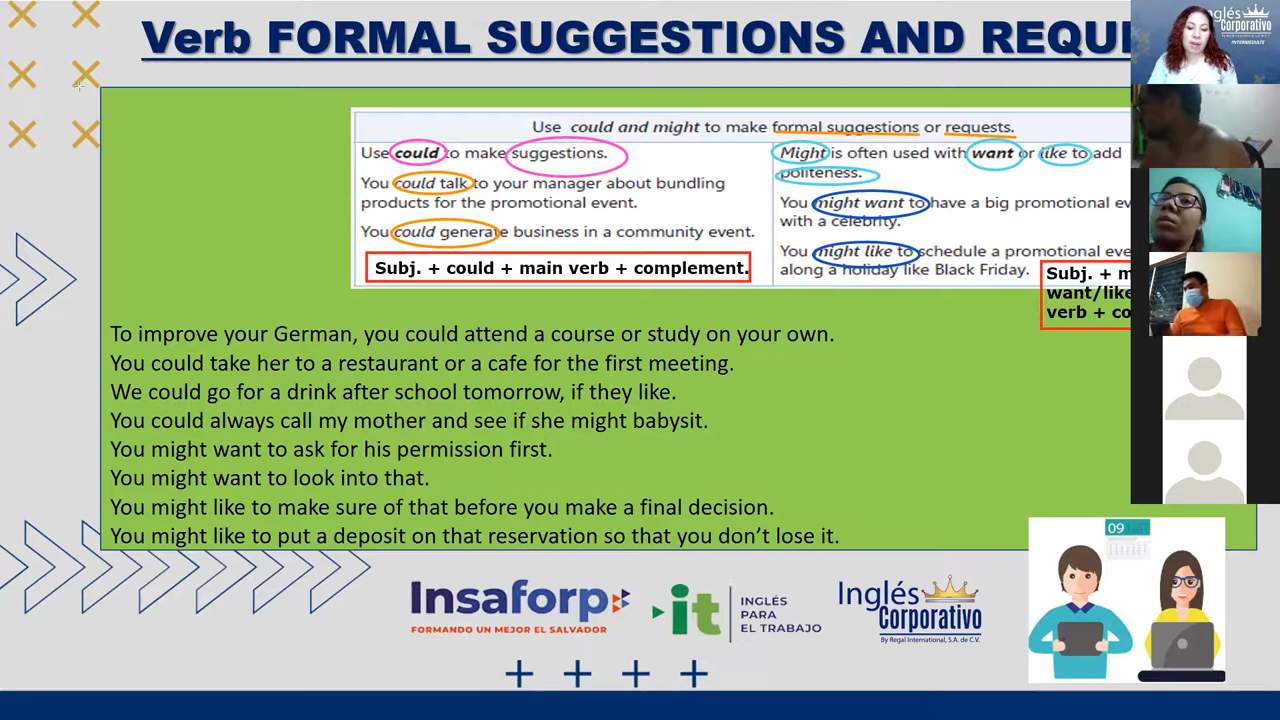 Verb FORMAL SUGGESTIONS AND REQU
Inglés
Corporativo
INTERMEDIATE
Use could and might to make formal suggestions or requests.
Use could to make suggestions.
You could talk to your manager about bundling
products for the promotional event.
You could generate business in a community event.
Subj. + could + main verb + complement.
Might is often used with want or like to add
politeness.
You might want to have a big promotional ev
with a celebrity.
You might like to schedule a promotional eve
along a holiday like Black Friday.
Subj. + m
want/like
verb + co
To improve your German, you could attend a course or study on your own.
You could take her to a restaurant or a cafe for the first meeting.
We could go for a drink after school tomorrow, if they like.
You could always call my mother and see if she might babysit.
You might want to ask for his permission first.
You might want to look into that.
You might like to make sure of that before you make a final decision.
You might like to put a deposit on that reservation so that you don’t lose it.
09
Insaforp
FORMANDO UN MEJOR EL SALVADOR
it
INGLÉS
PARA
EL TRABAJO
Inglés
Corporativo
By Regal International, S.A. de C.V.